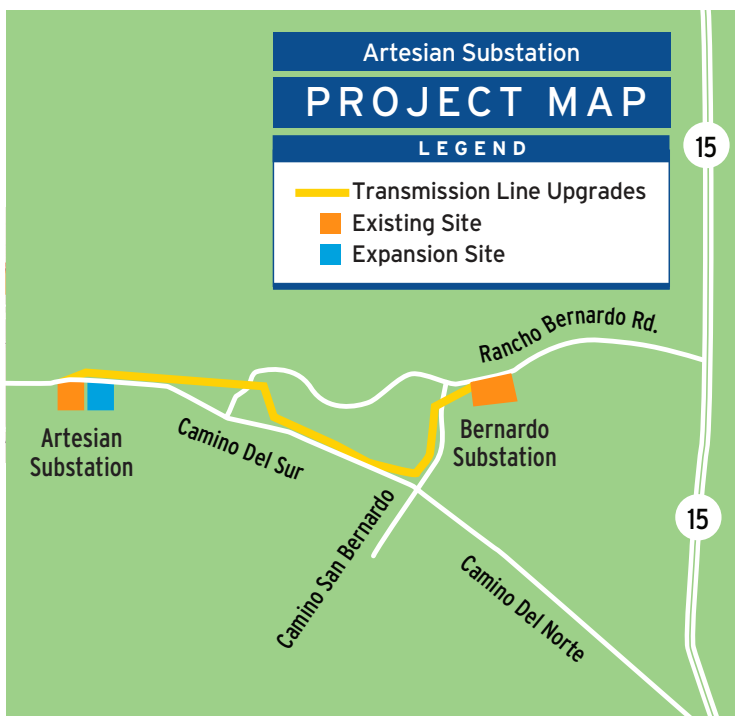 Artesian Substation
PROJECT MAP
LEGEND
Transmission Line Upgrades
Existing Site
Expansion Site
15
Rancho Bernardo Rd.
Artesian
Substation
Camino Del Sur
Bernardo
Substation
15
Camino San Bernardo
Camino Del Norte